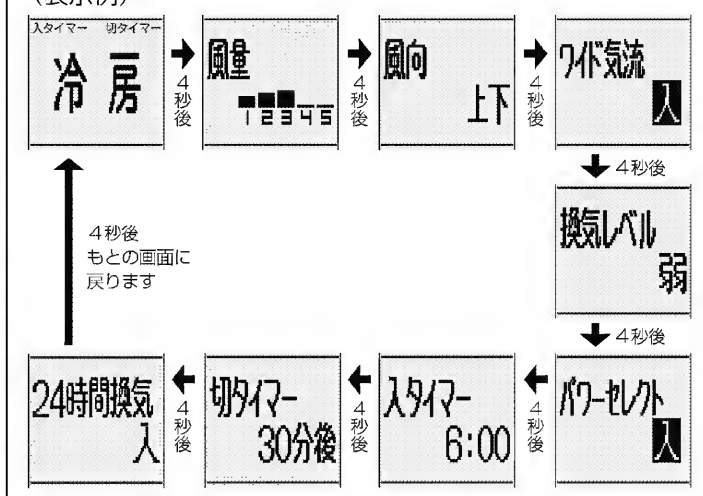 （表示例）
入タイマー 切タイマー
冷房
4秒後
風量
1 2 3 4 5
4秒後
風向
上下
4秒後
ワイド気流
入
4秒後
換気レベル
弱
4秒後
パワーセレクト
入
4秒後
入タイマー
6:00
4秒後
切タイマー
30分後
4秒後
24時間換気
入
4秒後
もとの画面に
戻ります